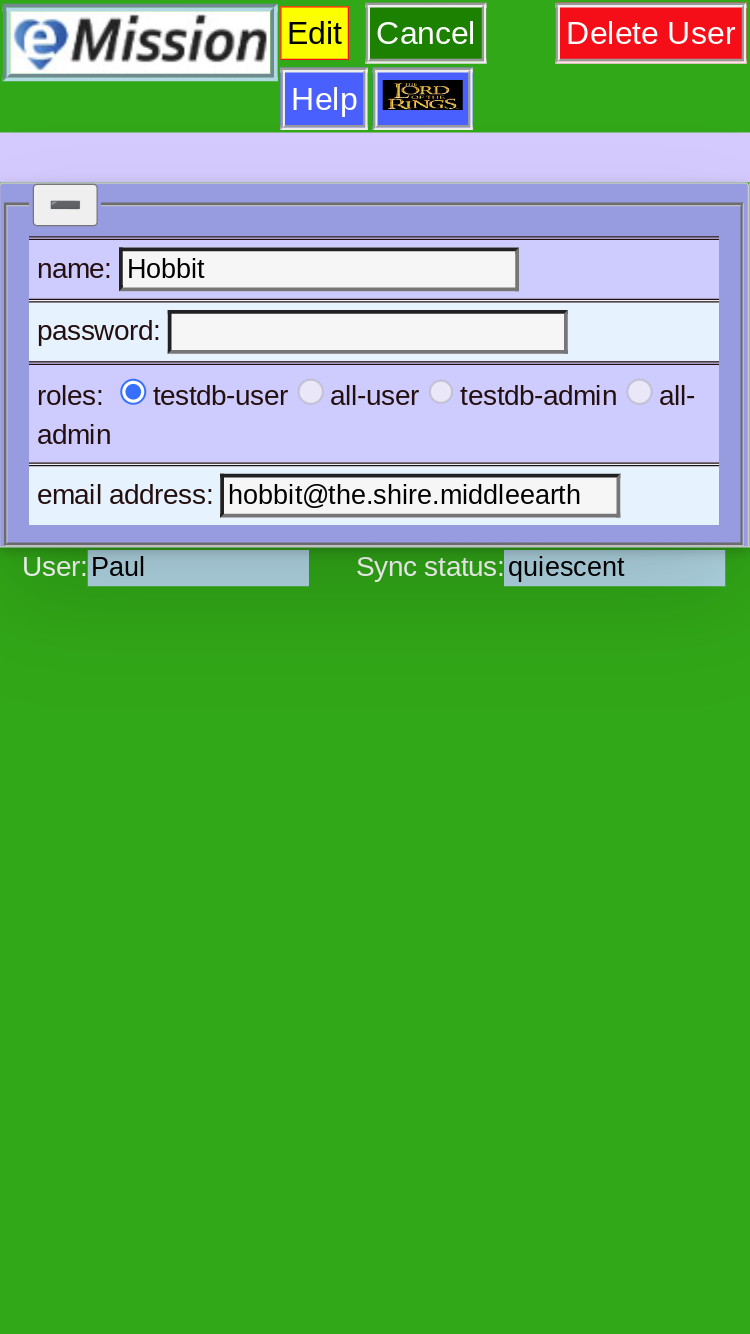 eMission Edit Cancel Delete User
Help THE LORD OF THE RINGS
name: Hobbit
password:
roles: testdb-user all-user testdb-admin all-
admin
email address: hobbit@the.shire.middleearth
User: Paul Sync status: quiescent